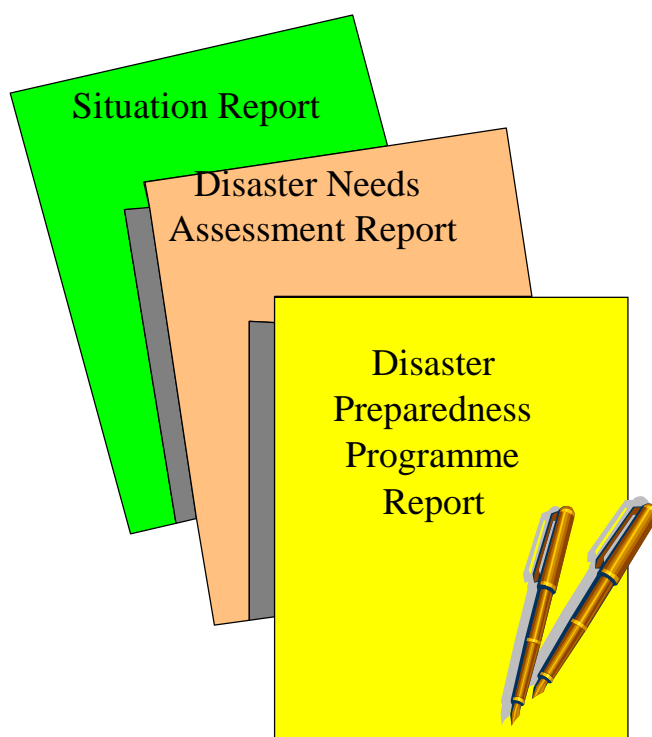 Situation Report
Disaster Needs
Assessment Report
Disaster
Preparedness
Programme
Report